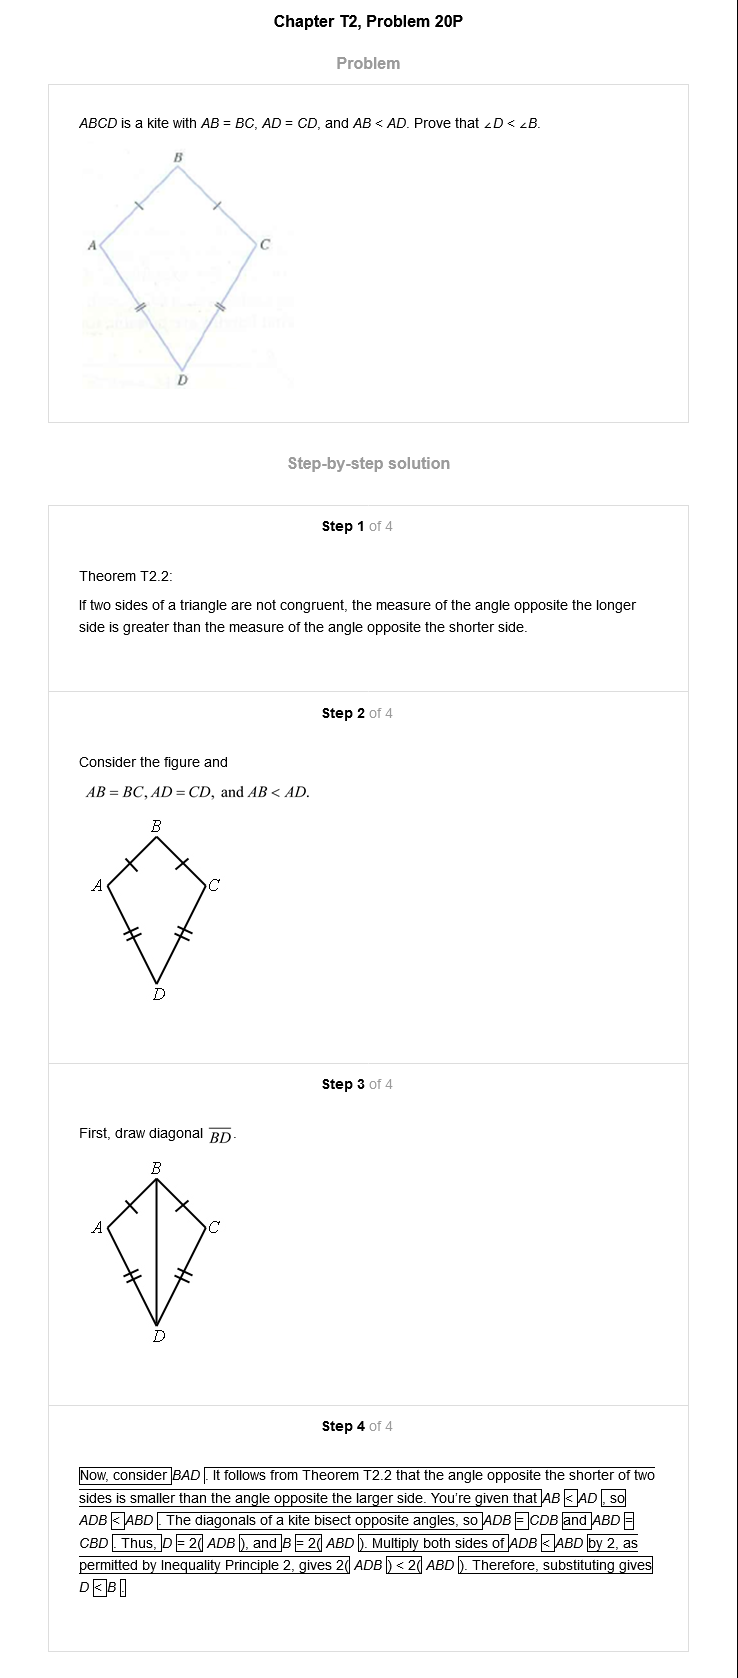 Chapter T2, Problem 20P
Problem
ABCD is a kite with AB = BC, AD = CD, and AB < AD. Prove that ∠D < ∠B.
B
A
C
D
Step-by-step solution
Step 1 of 4
Theorem T2.2:
If two sides of a triangle are not congruent, the measure of the angle opposite the longer
side is greater than the measure of the angle opposite the shorter side.
Step 2 of 4
Consider the figure and
AB = BC, AD = CD, and AB < AD.
B
A
C
D
Step 3 of 4
First, draw diagonal BD.
B
A
C
D
Step 4 of 4
Now, consider BAD . It follows from Theorem T2.2 that the angle opposite the shorter of two
sides is smaller than the angle opposite the larger side. You're given that AB < AD , so
ADB < ABD . The diagonals of a kite bisect opposite angles, so ADB = CDB and ABD =
CBD . Thus, D = 2( ADB ), and B = 2( ABD ). Multiply both sides of ADB < ABD by 2, as
permitted by Inequality Principle 2, gives 2( ADB ) < 2( ABD ). Therefore, substituting gives
D < B .